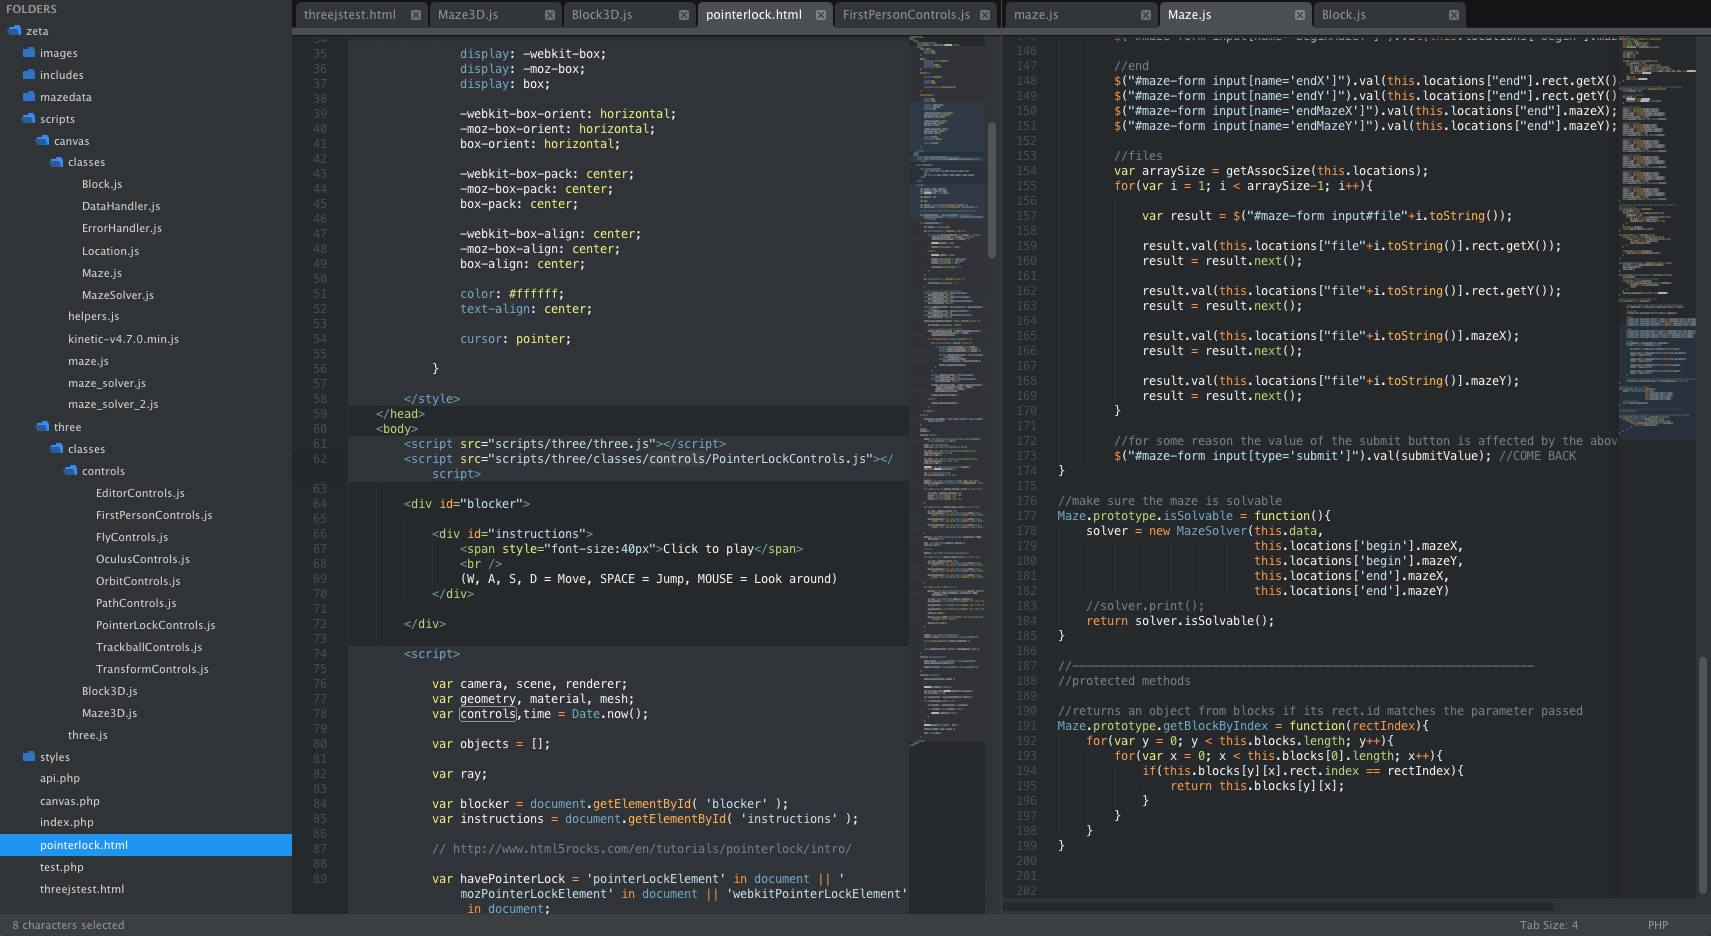 FOLDERS
zeta
images
includes
mazedata
scripts
canvas
classes
Block.js
DataHandler.js
ErrorHandler.js
Location.js
Maze.js
MazeSolver.js
helpers.js
kinetic-v4.7.0.min.js
maze.js
maze_solver.js
maze_solver_2.js
three
classes
controls
EditorControls.js
FirstPersonControls.js
FlyControls.js
OculusControls.js
OrbitControls.js
PathControls.js
PointerLockControls.js
TrackballControls.js
TransformControls.js
Block3D.js
Maze3D.js
three.js
styles
api.php
canvas.php
index.php
pointerlock.html
test.php
threejstest.html
threejstest.html
Maze3D.js
Block3D.js
pointerlock.html
FirstPersonControls.js
34
35 display: -webkit-box;
36 display: -moz-box;
37 display: box;
38
39 -webkit-box-orient: horizontal;
40 -moz-box-orient: horizontal;
41 box-orient: horizontal;
42
43 -webkit-box-pack: center;
44 -moz-box-pack: center;
45 box-pack: center;
46
47 -webkit-box-align: center;
48 -moz-box-align: center;
49 box-align: center;
50
51 color: #ffffff;
52 text-align: center;
53
54 cursor: pointer;
55
56 }
57
58 </style>
59 </head>
60 <body>
61 <script src="scripts/three/three.js"></script>
62 <script src="scripts/three/classes/controls/PointerLockControls.js"></
script>
63
64 <div id="blocker">
65
66 <div id="instructions">
67 <span style="font-size:40px">Click to play</span>
68 <br />
69 (W, A, S, D = Move, SPACE = Jump, MOUSE = Look around)
70 </div>
71
72 </div>
73
74 <script>
75
76 var camera, scene, renderer;
77 var geometry, material, mesh;
78 var controls,time = Date.now();
79
80 var objects = [];
81
82 var ray;
83
84 var blocker = document.getElementById( 'blocker' );
85 var instructions = document.getElementById( 'instructions' );
86
87 // http://www.html5rocks.com/en/tutorials/pointerlock/intro/
88
89 var havePointerLock = 'pointerLockElement' in document || '
mozPointerLockElement' in document || 'webkitPointerLockElement'
in document;
maze.js
Maze.js
Block.js
146
147 //end
148 $("#maze-form input[name='endX']").val(this.locations["end"].rect.getX()
149 $("#maze-form input[name='endY']").val(this.locations["end"].rect.getY()
150 $("#maze-form input[name='endMazeX']").val(this.locations["end"].mazeX);
151 $("#maze-form input[name='endMazeY']").val(this.locations["end"].mazeY);
152
153 //files
154 var arraySize = getAssocSize(this.locations);
155 for(var i = 1; i < arraySize-1; i++){
156
157 var result = $("#maze-form input#file"+i.toString());
158
159 result.val(this.locations["file"+i.toString()].rect.getX());
160 result = result.next();
161
162 result.val(this.locations["file"+i.toString()].rect.getY());
163 result = result.next();
164
165 result.val(this.locations["file"+i.toString()].mazeX);
166 result = result.next();
167
168 result.val(this.locations["file"+i.toString()].mazeY);
169 result = result.next();
170 }
171
172 //for some reason the value of the submit button is affected by the abov
173 $("#maze-form input[type='submit']").val(submitValue); //COME BACK
174 }
175
176 //make sure the maze is solvable
177 Maze.prototype.isSolvable = function(){
178 solver = new MazeSolver(this.data,
179 this.locations['begin'].mazeX,
180 this.locations['begin'].mazeY,
181 this.locations['end'].mazeX,
182 this.locations['end'].mazeY)
183 //solver.print();
184 return solver.isSolvable();
185 }
186
187 //------------------------------------------------------------------
188 //protected methods
189
190 //returns an object from blocks if its rect.id matches the parameter passed
191 Maze.prototype.getBlockByIndex = function(rectIndex){
192 for(var y = 0; y < this.blocks.length; y++){
193 for(var x = 0; x < this.blocks[0].length; x++){
194 if(this.blocks[y][x].rect.index == rectIndex){
195 return this.blocks[y][x];
196 }
197 }
198 }
199 }
200
201
202
8 characters selected
Tab Size: 4
PHP